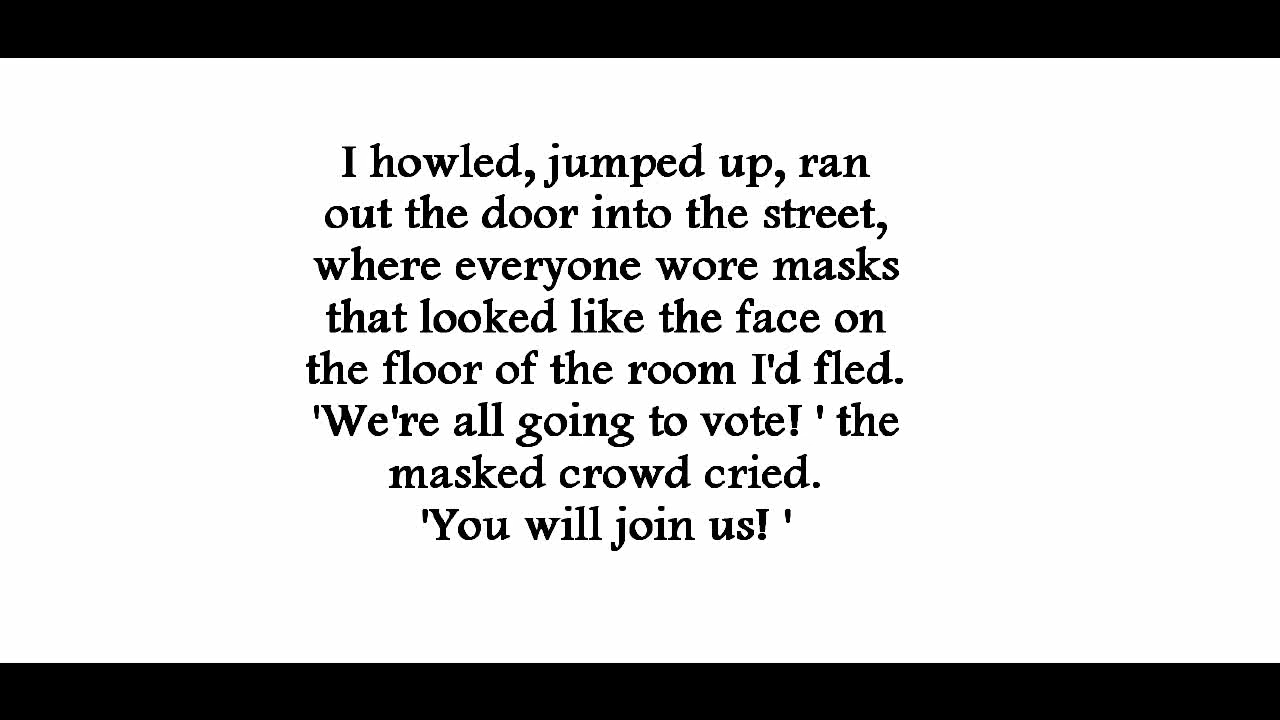 I howled, jumped up, ran
out the door into the street,
where everyone wore masks
that looked like the face on
the floor of the room I'd fled.
'We're all going to vote! ' the
masked crowd cried.
'You will join us! '